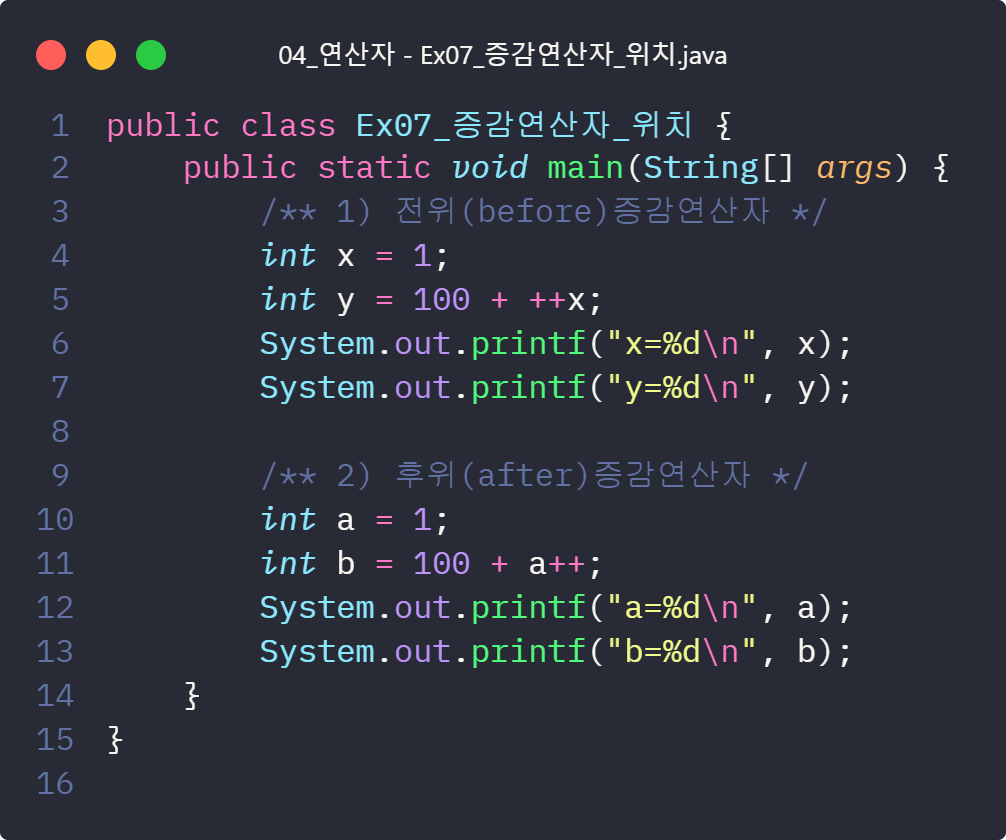 04_연산자 - Ex07_증감연산자_위치.java
1 public class Ex07_증감연산자_위치 {
2     public static void main(String[] args) {
3         /** 1) 전위(before)증감연산자 */
4         int x = 1;
5         int y = 100 + ++x;
6         System.out.printf("x=%d\n", x);
7         System.out.printf("y=%d\n", y);
8
9         /** 2) 후위(after)증감연산자 */
10         int a = 1;
11         int b = 100 + a++;
12         System.out.printf("a=%d\n", a);
13         System.out.printf("b=%d\n", b);
14     }
15 }
16